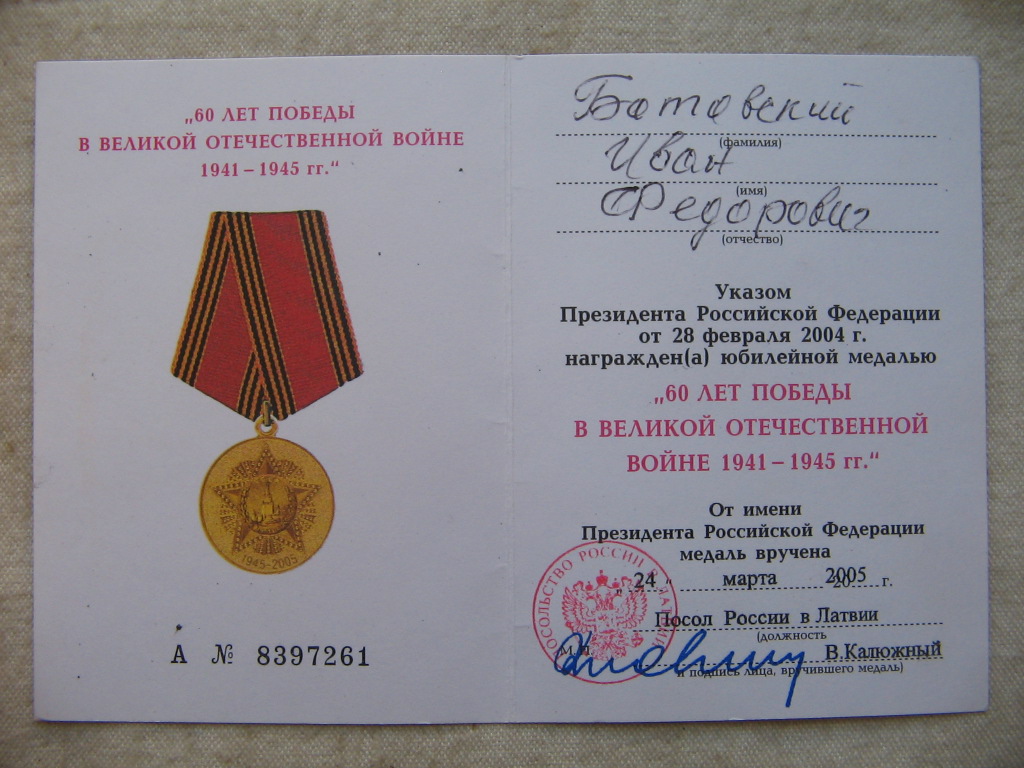 „60 ЛЕТ ПОБЕДЫ
В ВЕЛИКОЙ ОТЕЧЕСТВЕННОЙ ВОЙНЕ
1941 – 1945 гг.“
1945-2005
А № 8397261
Ботовский
(фамилия)
Иван
(имя)
Федорович
(отчество)
Указом
Президента Российской Федерации
от 28 февраля 2004 г.
награжден(а) юбилейной медалью
„60 ЛЕТ ПОБЕДЫ
В ВЕЛИКОЙ ОТЕЧЕСТВЕННОЙ
ВОЙНЕ 1941 – 1945 гг.“
От имени
Президента Российской Федерации
медаль вручена
„ 24 “ марта 2005 г.
Посол России в Латвии
(должность
М.П. В.Калюжный
и подпись лица, вручившего медаль)
ПОСОЛЬСТВО РОССИИ В ЛАТВИИ